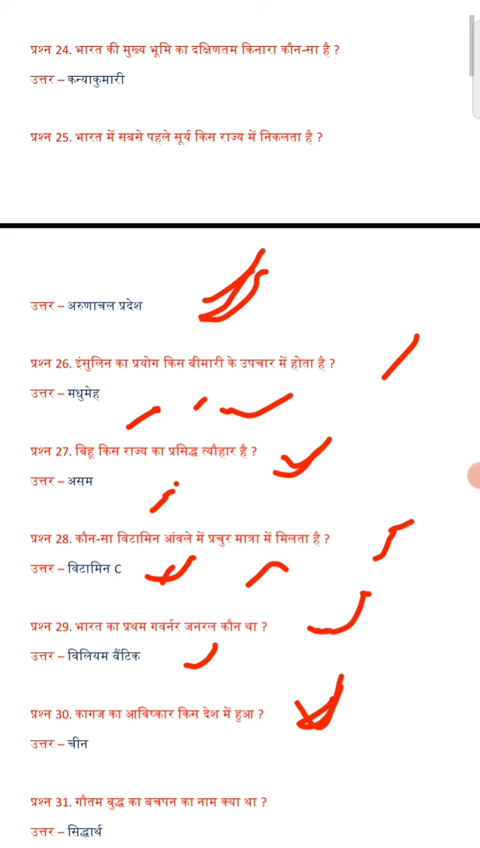 प्रश्न 24. भारत की मुख्य भूमि का दक्षिणतम किनारा कौन-सा है ?
उत्तर – कन्याकुमारी
प्रश्न 25. भारत में सबसे पहले सूर्य किस राज्य में निकलता है ?
उत्तर – अरुणाचल प्रदेश
प्रश्न 26. इंसुलिन का प्रयोग किस बीमारी के उपचार में होता है ?
उत्तर – मधुमेह
प्रश्न 27. बिहू किस राज्य का प्रसिद्ध त्यौहार है ?
उत्तर – असम
प्रश्न 28. कौन-सा विटामिन आंवले में प्रचुर मात्रा में मिलता है ?
उत्तर – विटामिन C
प्रश्न 29. भारत का प्रथम गवर्नर जनरल कौन था ?
उत्तर – विलियम बैंटिक
प्रश्न 30. कागज का आविष्कार किस देश में हुआ ?
उत्तर – चीन
प्रश्न 31. गौतम बुद्ध का बचपन का नाम क्या था ?
उत्तर – सिद्धार्थ